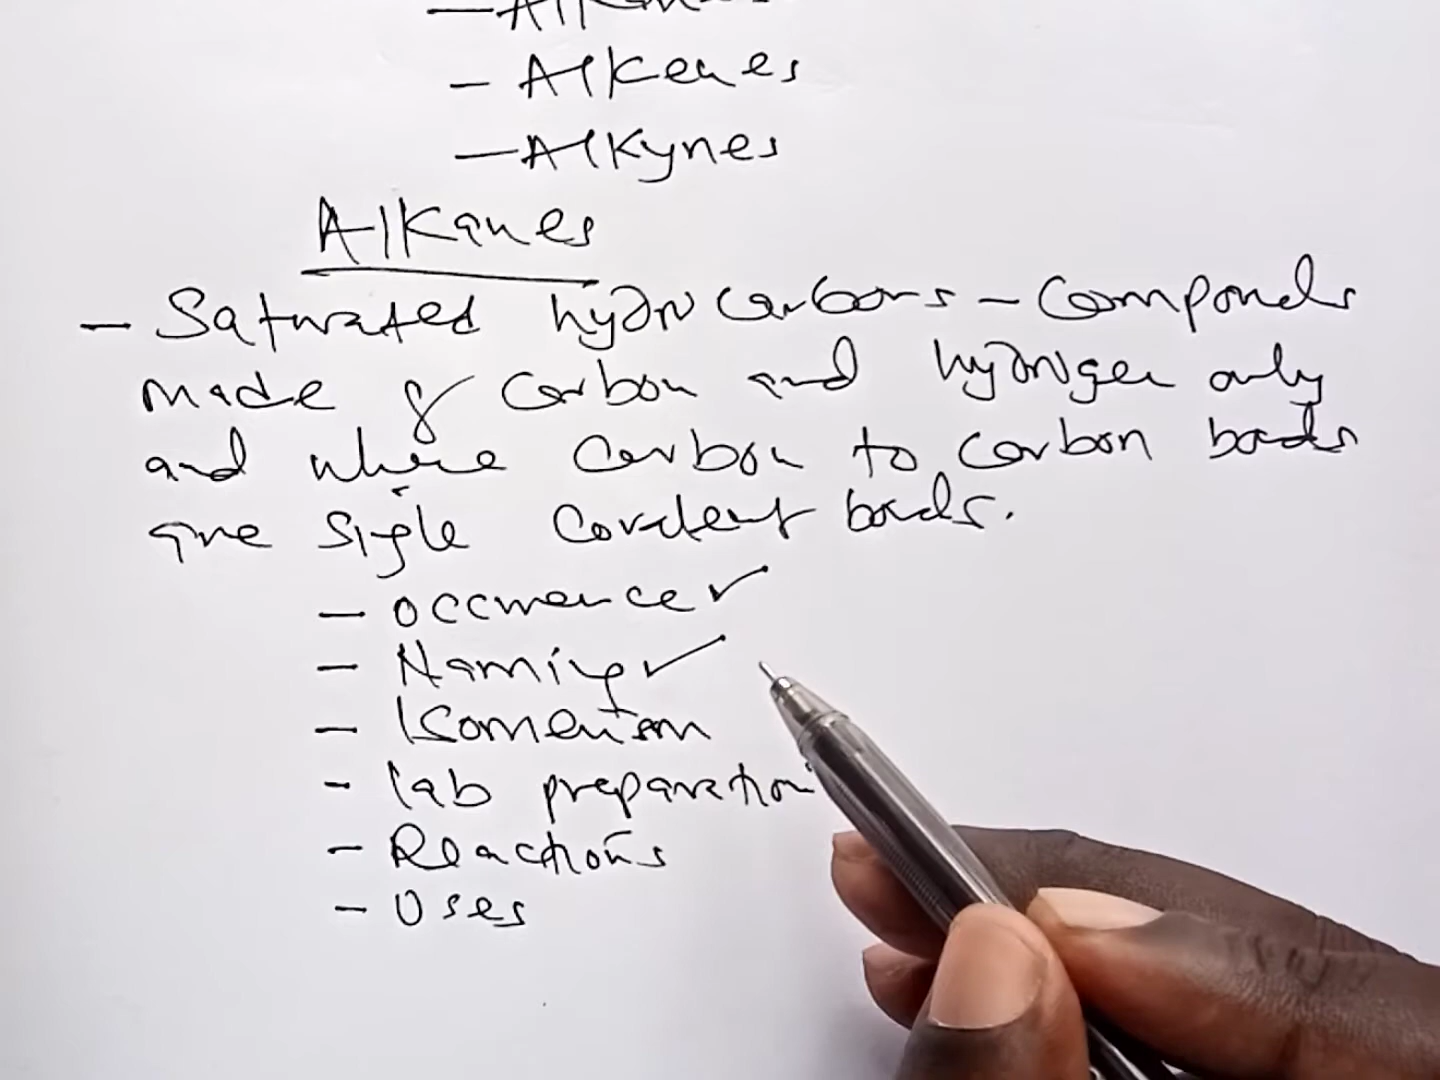 - Alkanes
- Alkenes
- Alkynes
Alkanes
- Saturated hydrocarbons - Compounds
made of carbon and hydrogen only
and where carbon to carbon bonds
are single covalent bonds.
- Occurrence ✓
- Naming ✓
- Isomerism
- lab preparation
- Reactions
- Uses